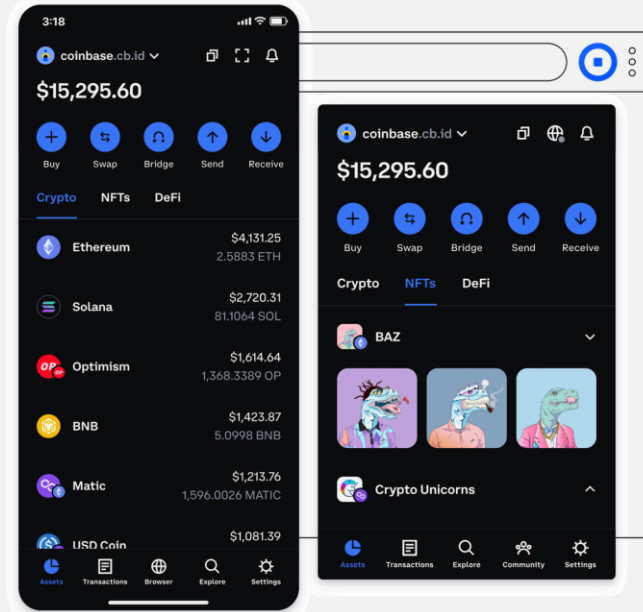 3:18
coinbase.cb.id
$15,295.60
Buy Swap Bridge Send Receive
Crypto NFTs DeFi
Ethereum $4,131.25
2.5883 ETH
Solana $2,720.31
81.1064 SOL
OP OP
Optimism $1,614.64
1,368.3389 OP
BNB $1,423.87
5.0998 BNB
Matic $1,213.76
1,596.0026 MATIC
USD Coin $1,081.39
Assets Transactions Browser Explore Settings
coinbase.cb.id
$15,295.60
Buy Swap Bridge Send Receive
Crypto NFTs DeFi
BAZ
Crypto Unicorns
Assets Transactions Explore Community Settings